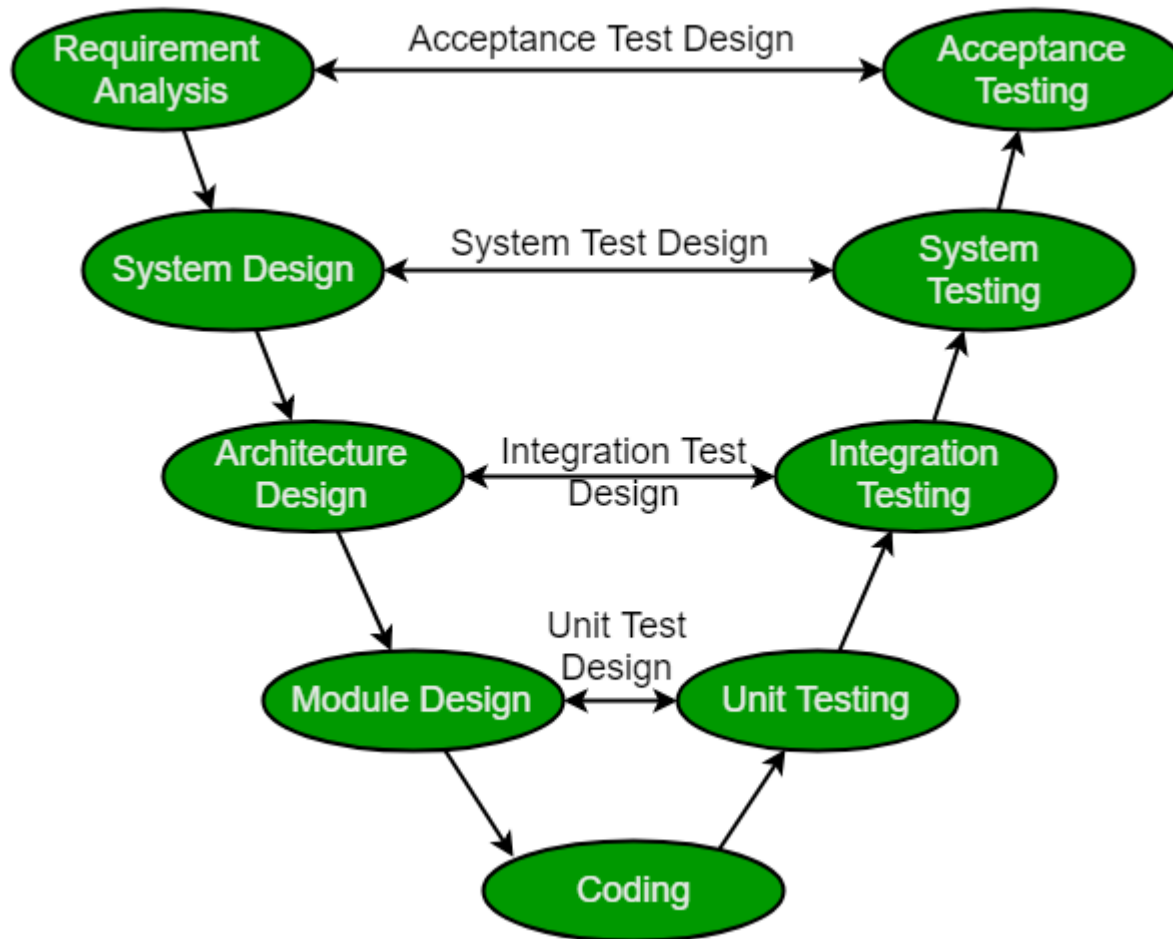 Requirement
Analysis
Acceptance Test Design
Acceptance
Testing
System Design
System Test Design
System
Testing
Architecture
Design
Integration Test
Design
Integration
Testing
Module Design
Unit Test
Design
Unit Testing
Coding